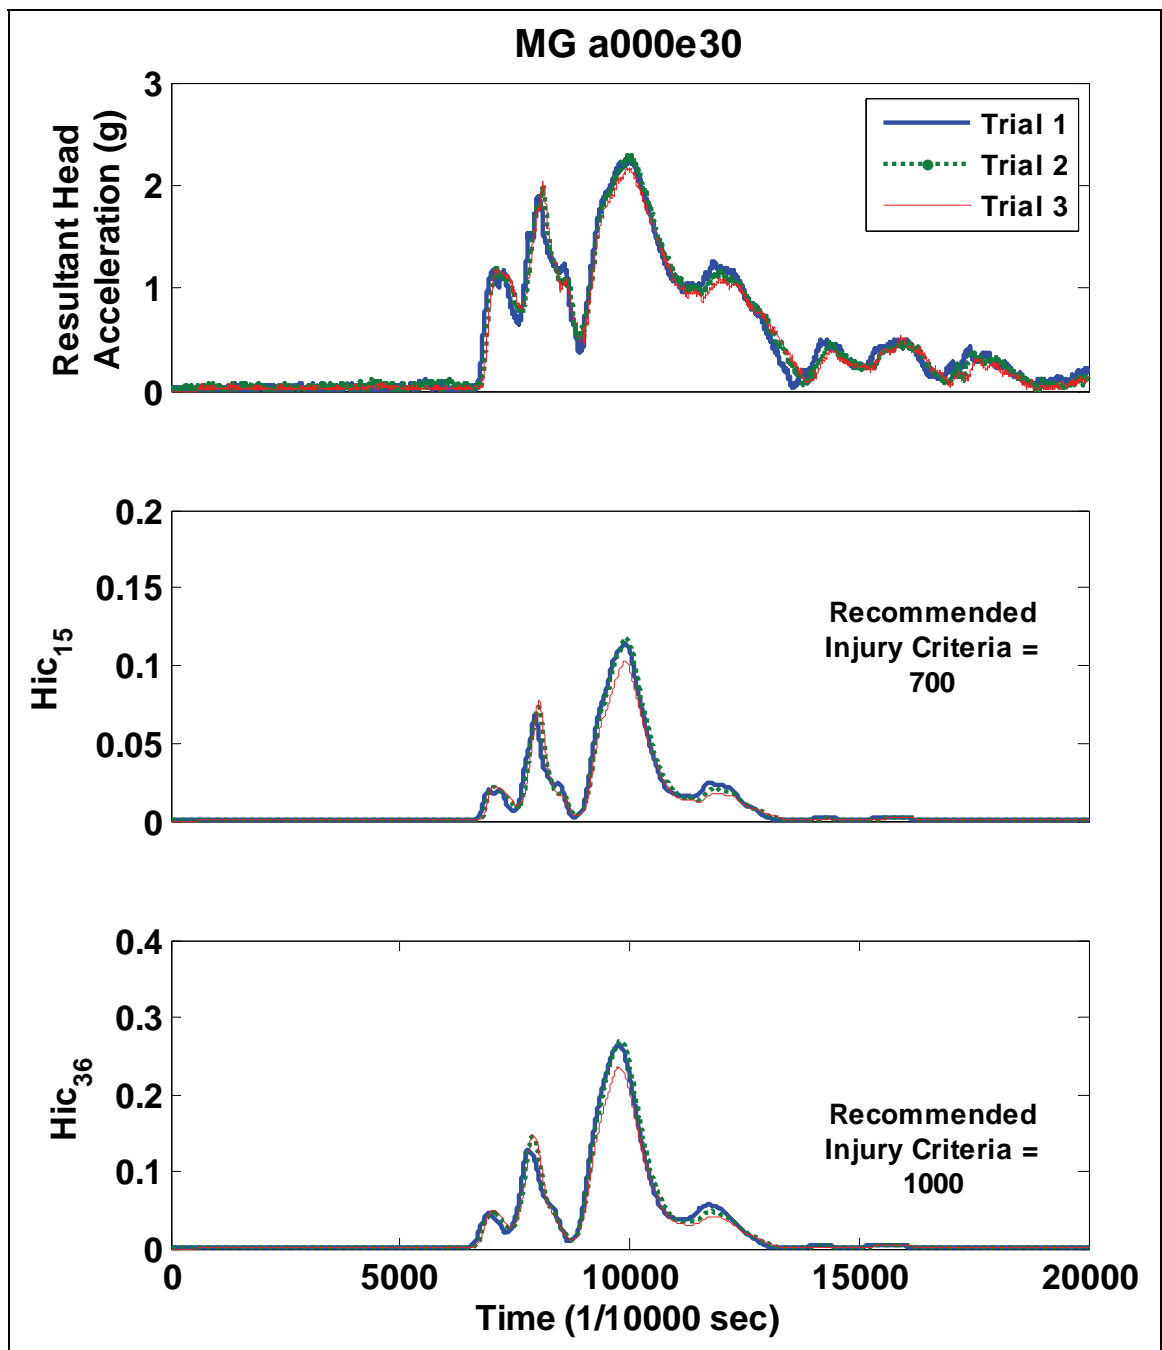 MG a000e30
Resultant Head
Acceleration (g)
3
2
1
0
Trial 1
Trial 2
Trial 3
Hic15
0.2
0.15
0.1
0.05
0
Recommended
Injury Criteria =
700
Hic36
0.4
0.3
0.2
0.1
0
Recommended
Injury Criteria =
1000
0 5000 10000 15000 20000
Time (1/10000 sec)